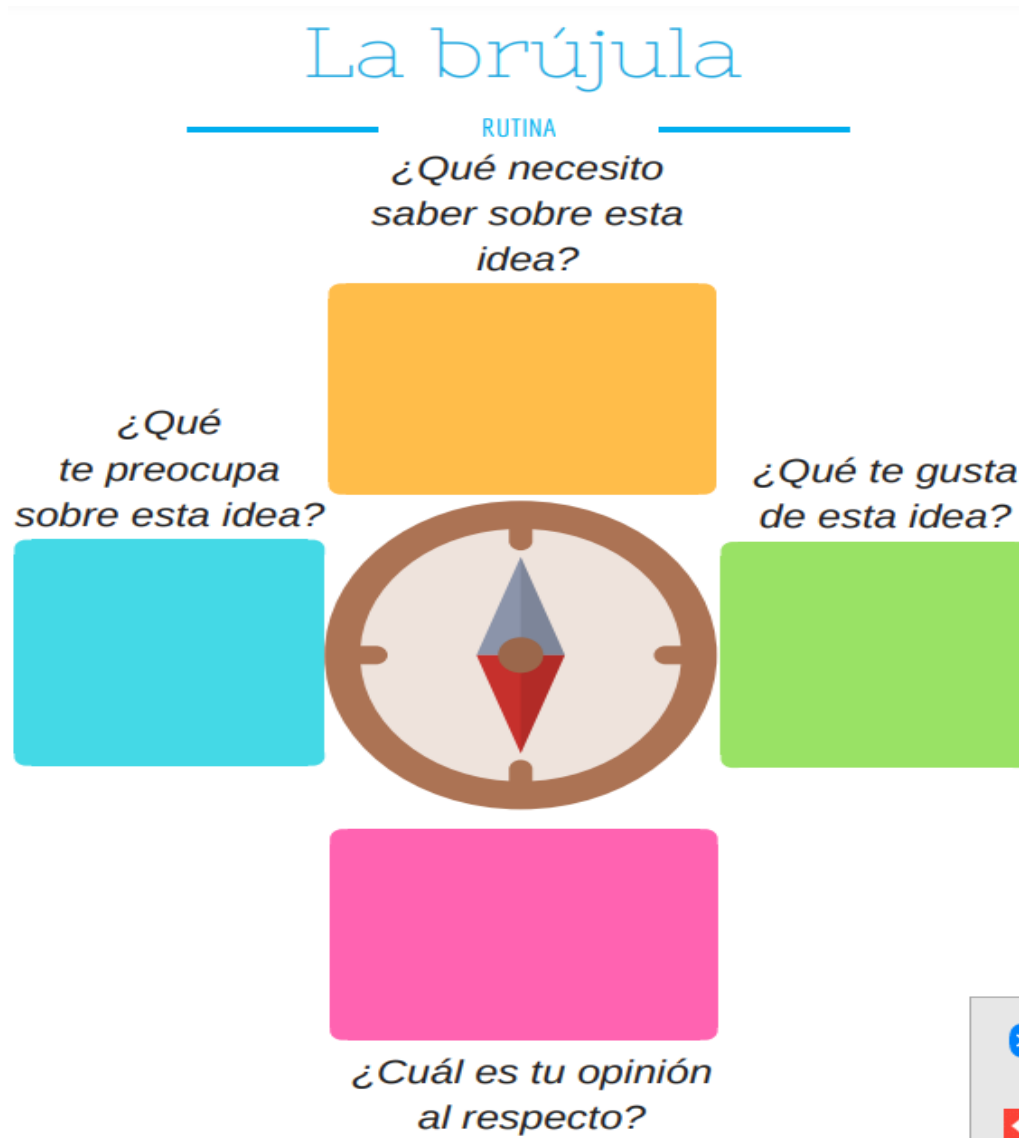 La brújula
RUTINA
¿Qué necesito
saber sobre esta
idea?
¿Qué
te preocupa
sobre esta idea?
¿Qué te gusta
de esta idea?
¿Cuál es tu opinión
al respecto?